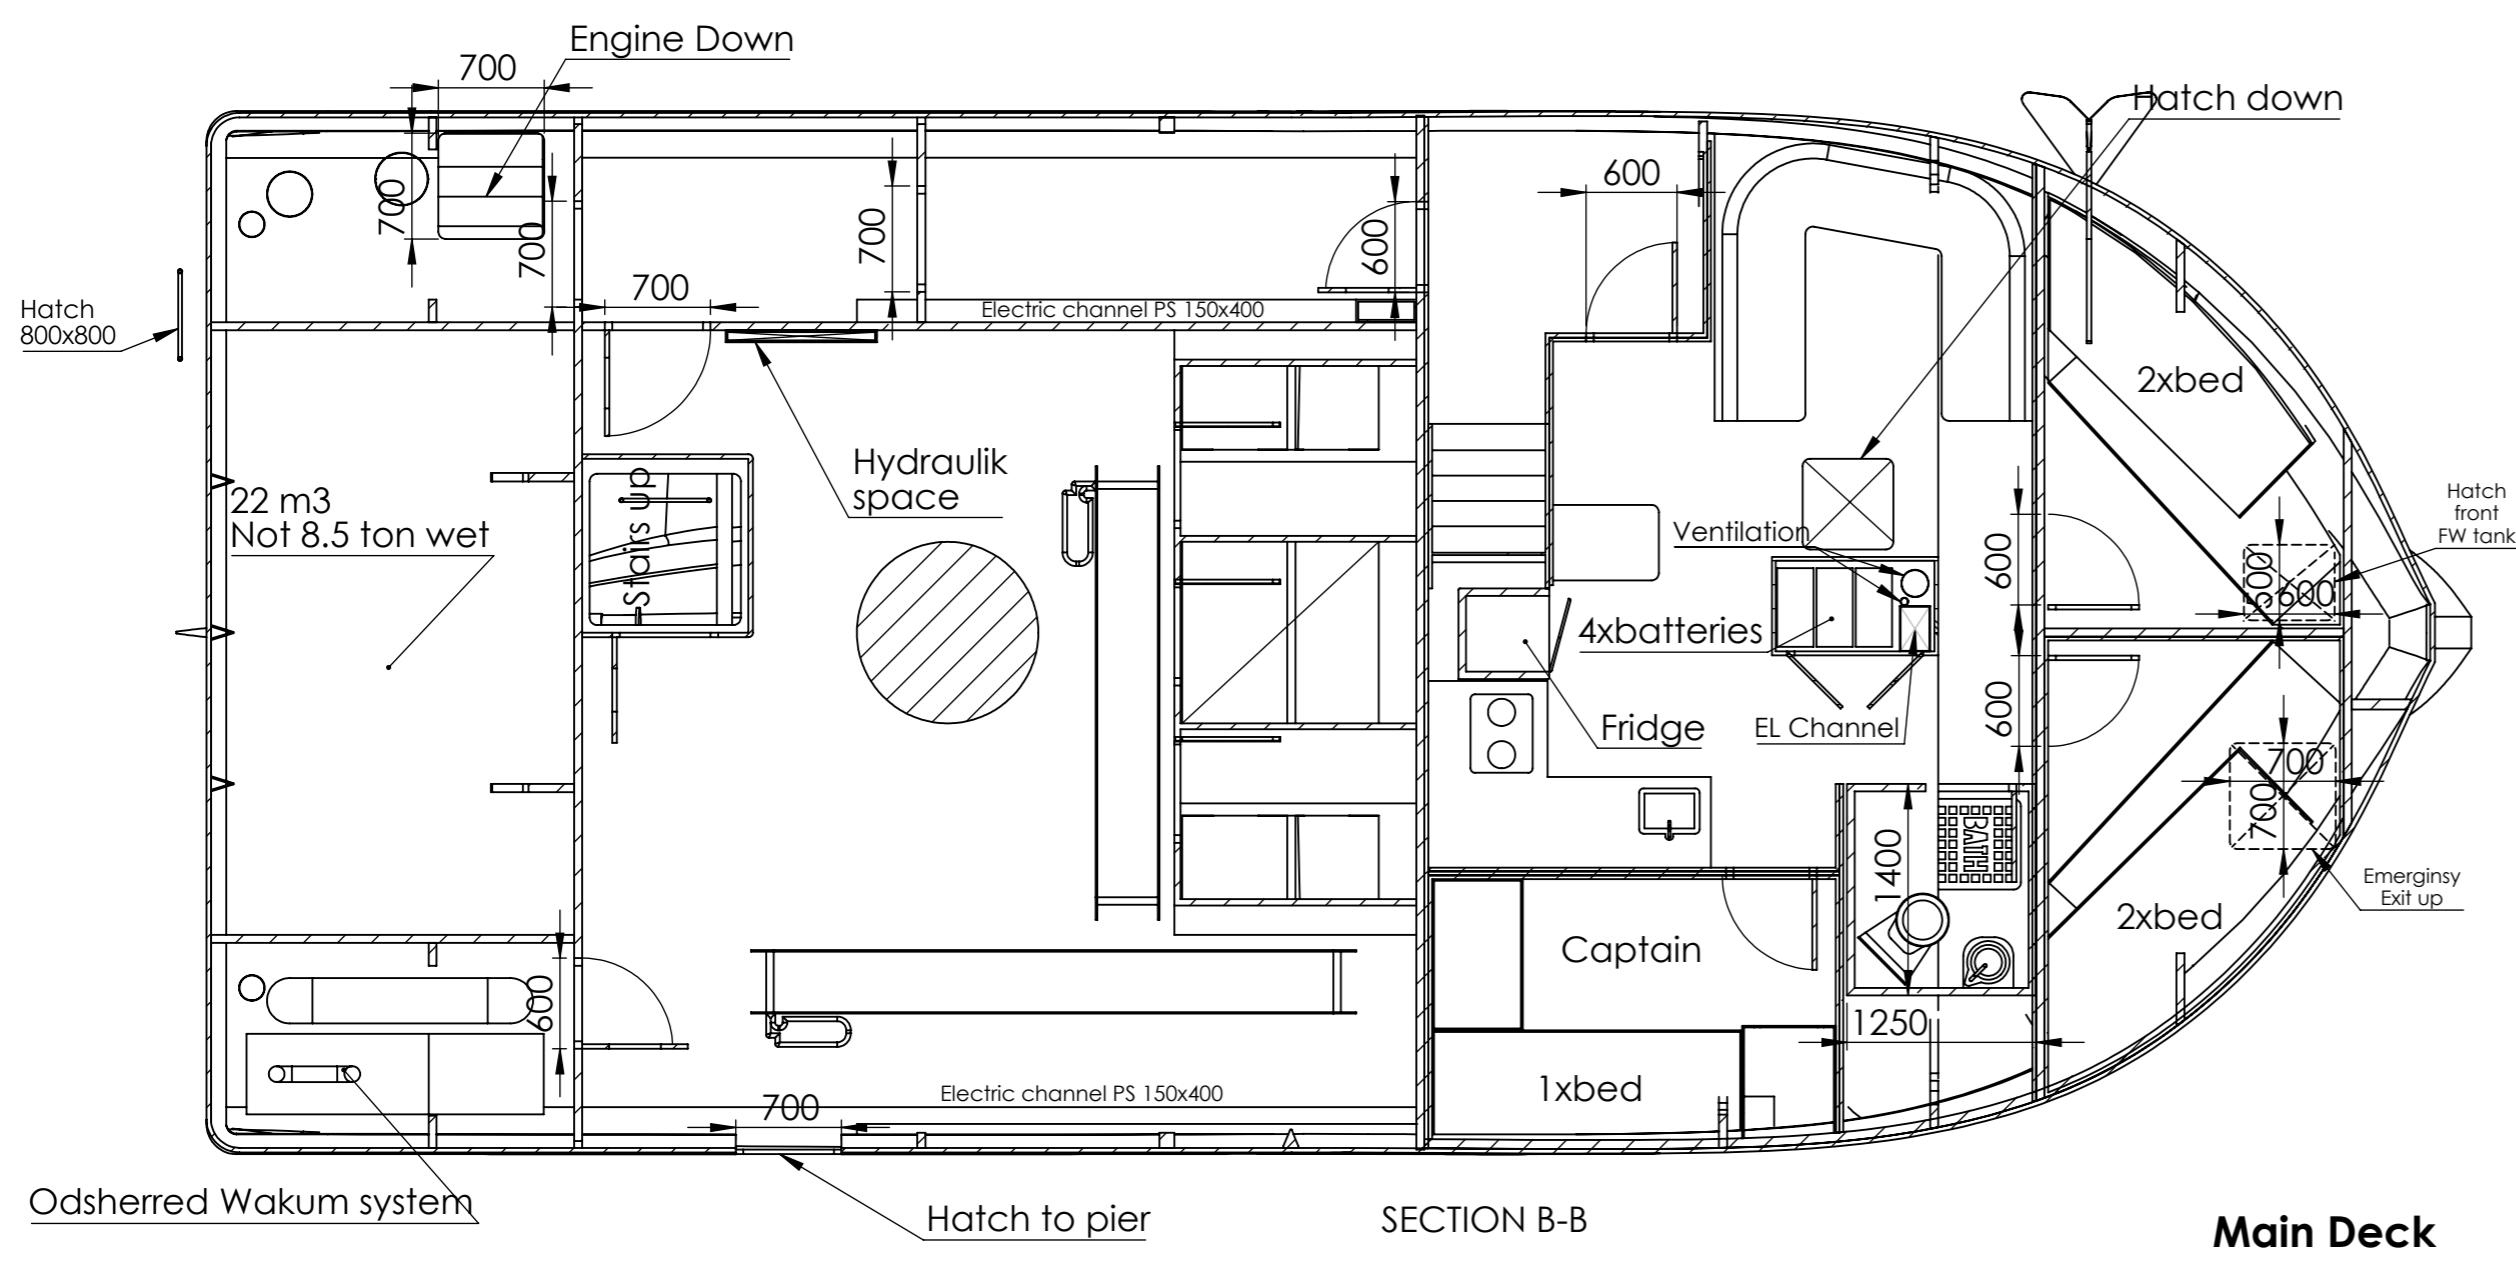 Engine Down
700
Hatch down
700
700
600
700
600
700
Electric channel PS 150x400
Hatch
800x800
2xbed
Hydraulik
space
Stairs up
22 m3
Not 8.5 ton wet
Ventilation
Hatch
front
FW tank
600
500
600
4xbatteries
Fridge
EL Channel
600
700
700
BATH
1400
Emerginsy
Exit up
2xbed
Captain
600
1250
1xbed
Electric channel PS 150x400
700
Odsherred Wakum system
Hatch to pier
SECTION B-B
Main Deck